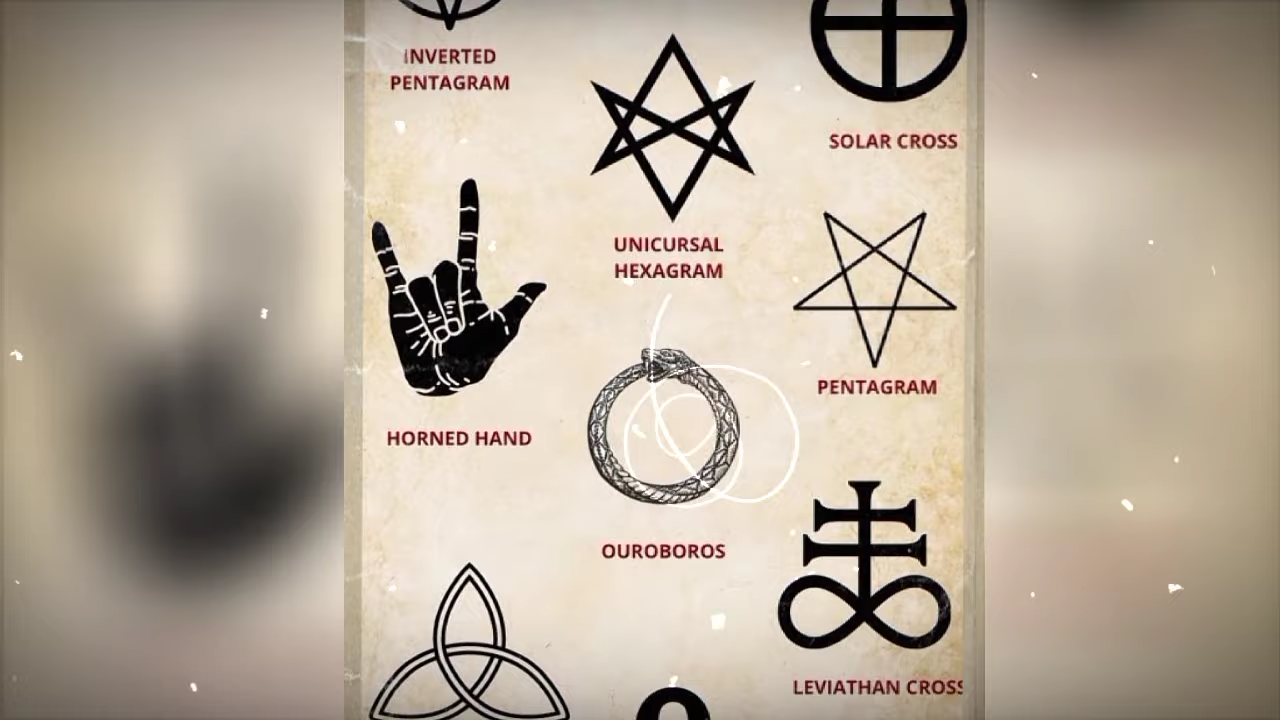 INVERTED
PENTAGRAM
SOLAR CROSS
UNICURSAL
HEXAGRAM
PENTAGRAM
HORNED HAND
OUROBOROS
LEVIATHAN CROSS